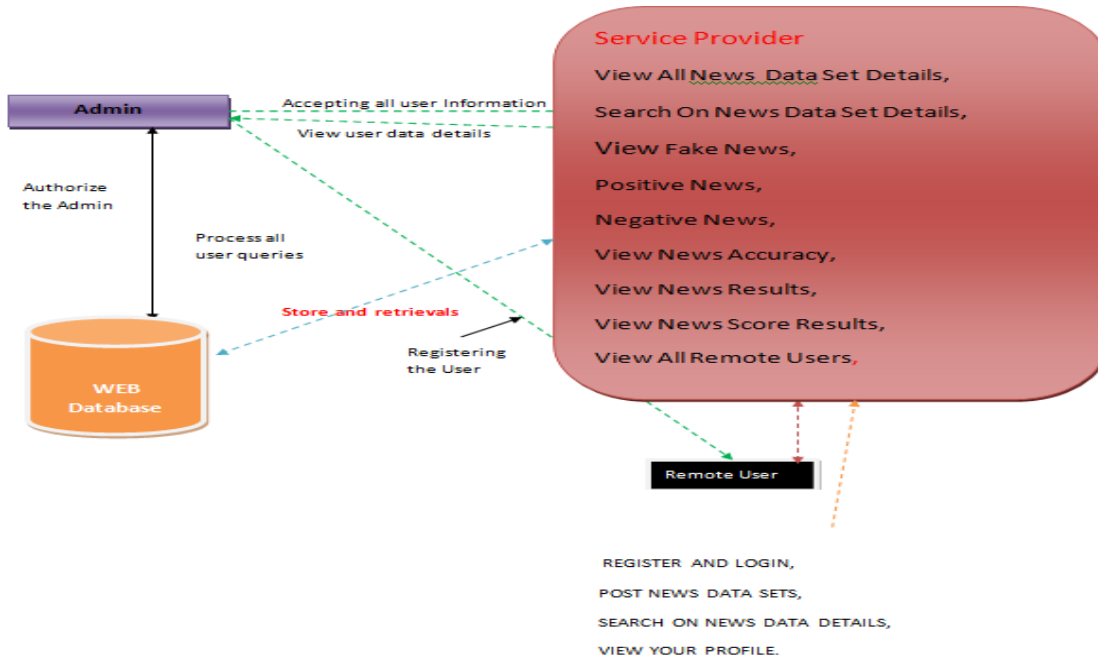 Service Provider
View All News Data Set Details,
Search On News Data Set Details,
View Fake News,
Positive News,
Negative News,
View News Accuracy,
View News Results,
View News Score Results,
View All Remote Users,
Admin
Accepting all user Information
View user data details
Authorize
the Admin
Process all
user queries
Store and retrievals
Registering
the User
WEB
Database
Remote User
REGISTER AND LOGIN,
POST NEWS DATA SETS,
SEARCH ON NEWS DATA DETAILS,
VIEW YOUR PROFILE.